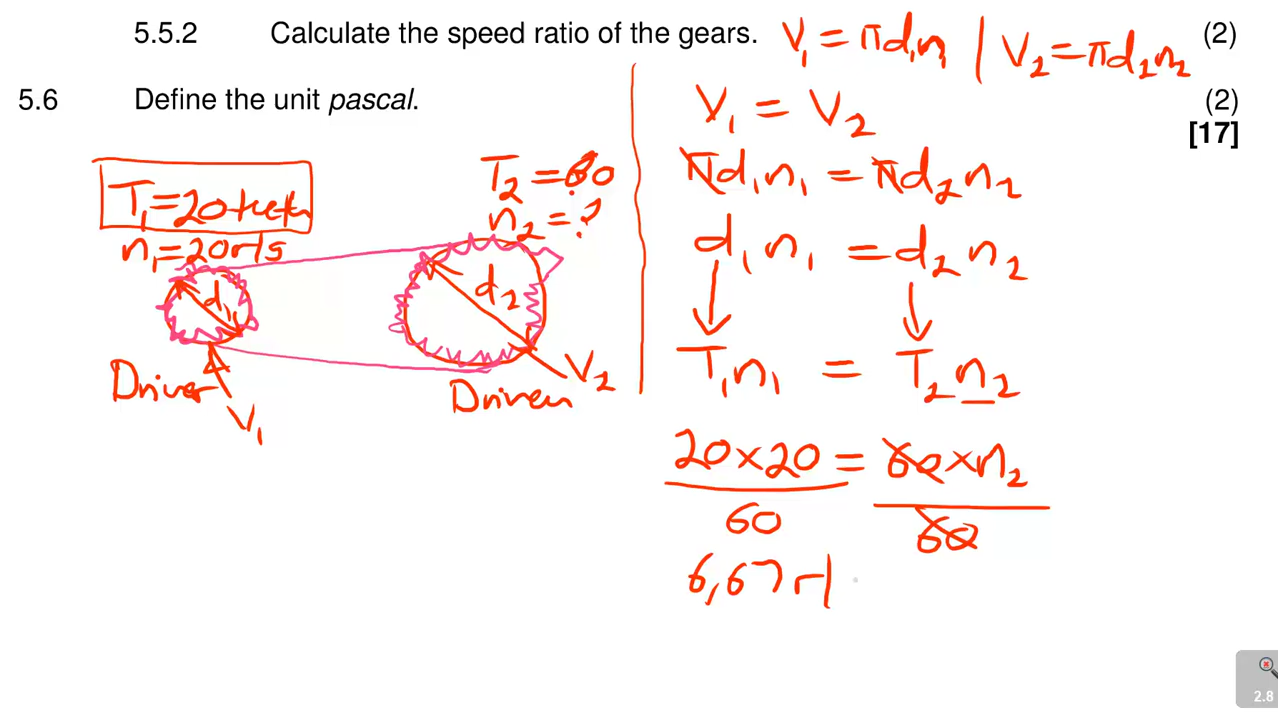 5.5.2 Calculate the speed ratio of the gears. (2)
V₁ = πd₁n₁ | V₂ = πd₂n₂
5.6 Define the unit pascal. (2)
[17]
T₁=20 teeth
n₁=20 r/s
d₁
Driver
V₁
T₂=60
n₂=?
d₂
V₂
Driven
V₁ = V₂
πd₁n₁ = πd₂n₂
d₁n₁ = d₂n₂
T₁n₁ = T₂n₂
20×20 = 60×n₂
60 60
6,67 r/
2.8